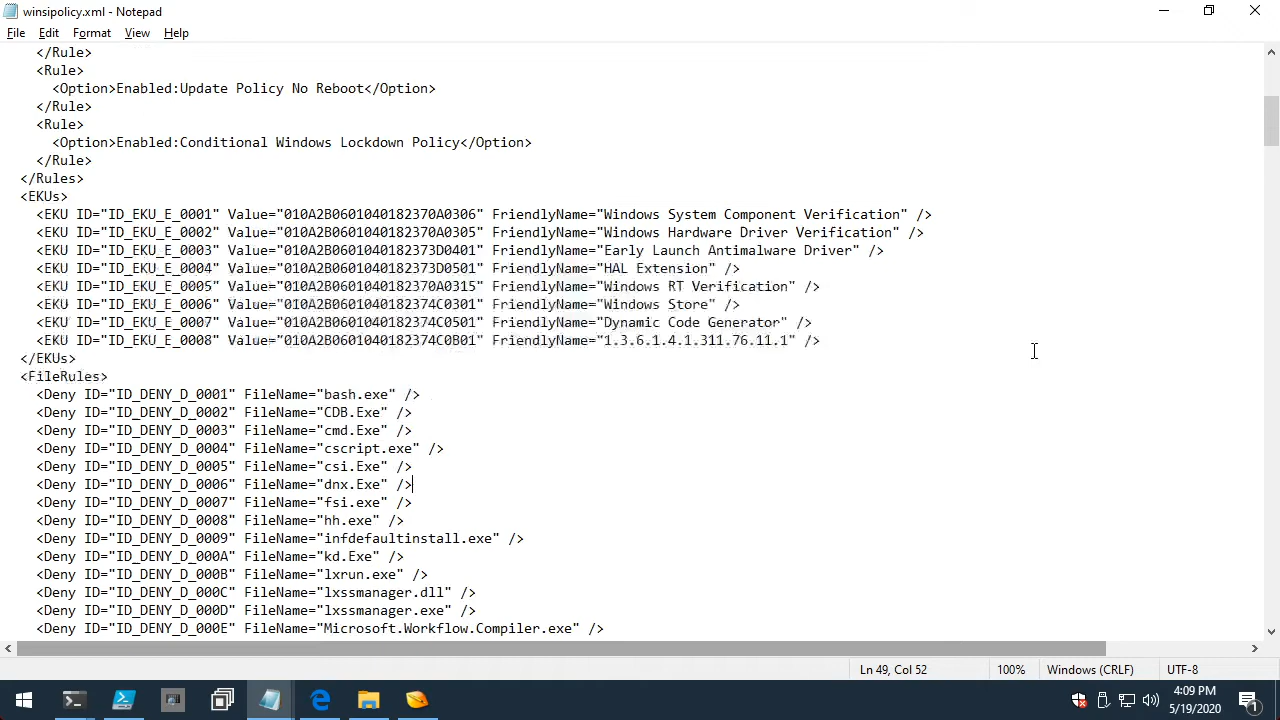 winsipolicy.xml - Notepad
File Edit Format View Help
</Rule>
<Rule>
<Option>Enabled:Update Policy No Reboot</Option>
</Rule>
<Rule>
<Option>Enabled:Conditional Windows Lockdown Policy</Option>
</Rule>
</Rules>
<EKUs>
<EKU ID="ID_EKU_E_0001" Value="010A2B0601040182370A0306" FriendlyName="Windows System Component Verification" />
<EKU ID="ID_EKU_E_0002" Value="010A2B0601040182370A0305" FriendlyName="Windows Hardware Driver Verification" />
<EKU ID="ID_EKU_E_0003" Value="010A2B0601040182373D0401" FriendlyName="Early Launch Antimalware Driver" />
<EKU ID="ID_EKU_E_0004" Value="010A2B0601040182373D0501" FriendlyName="HAL Extension" />
<EKU ID="ID_EKU_E_0005" Value="010A2B0601040182370A0315" FriendlyName="Windows RT Verification" />
<EKU ID="ID_EKU_E_0006" Value="010A2B0601040182374C0301" FriendlyName="Windows Store" />
<EKU ID="ID_EKU_E_0007" Value="010A2B0601040182374C0501" FriendlyName="Dynamic Code Generator" />
<EKU ID="ID_EKU_E_0008" Value="010A2B0601040182374C0B01" FriendlyName="1.3.6.1.4.1.311.76.11.1" />
</EKUs>
<FileRules>
<Deny ID="ID_DENY_D_0001" FileName="bash.exe" />
<Deny ID="ID_DENY_D_0002" FileName="CDB.Exe" />
<Deny ID="ID_DENY_D_0003" FileName="cmd.Exe" />
<Deny ID="ID_DENY_D_0004" FileName="cscript.exe" />
<Deny ID="ID_DENY_D_0005" FileName="csi.Exe" />
<Deny ID="ID_DENY_D_0006" FileName="dnx.Exe" />
<Deny ID="ID_DENY_D_0007" FileName="fsi.exe" />
<Deny ID="ID_DENY_D_0008" FileName="hh.exe" />
<Deny ID="ID_DENY_D_0009" FileName="infdefaultinstall.exe" />
<Deny ID="ID_DENY_D_000A" FileName="kd.Exe" />
<Deny ID="ID_DENY_D_000B" FileName="lxrun.exe" />
<Deny ID="ID_DENY_D_000C" FileName="lxssmanager.dll" />
<Deny ID="ID_DENY_D_000D" FileName="lxssmanager.exe" />
<Deny ID="ID_DENY_D_000E" FileName="Microsoft.Workflow.Compiler.exe" />
Ln 49, Col 52 100% Windows (CRLF) UTF-8
4:09 PM
5/19/2020
1